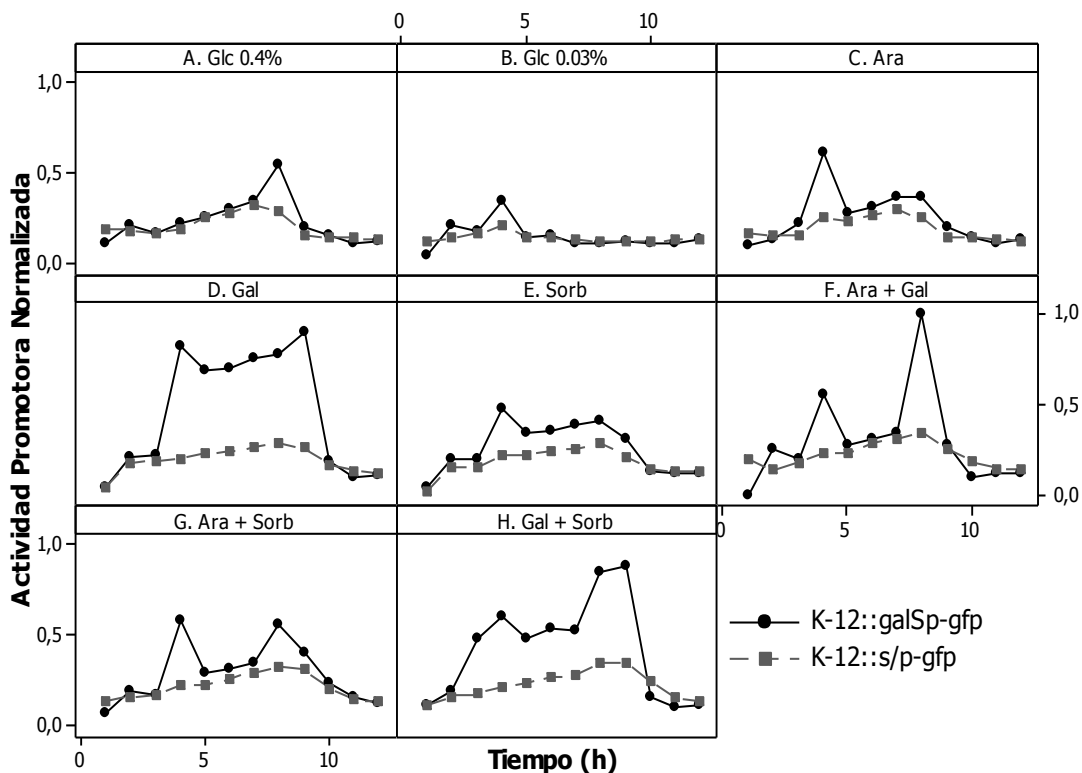 0 5 10
A. Glc 0.4% B. Glc 0.03% C. Ara
1,0
0,5
0,0
D. Gal E. Sorb F. Ara + Gal
1,0
0,5
0,0
G. Ara + Sorb H. Gal + Sorb
0 5 10
1,0
0,5
0,0
K-12::galSp-gfp
K-12::s/p-gfp
0 5 10
Tiempo (h)
Actividad Promotora Normalizada